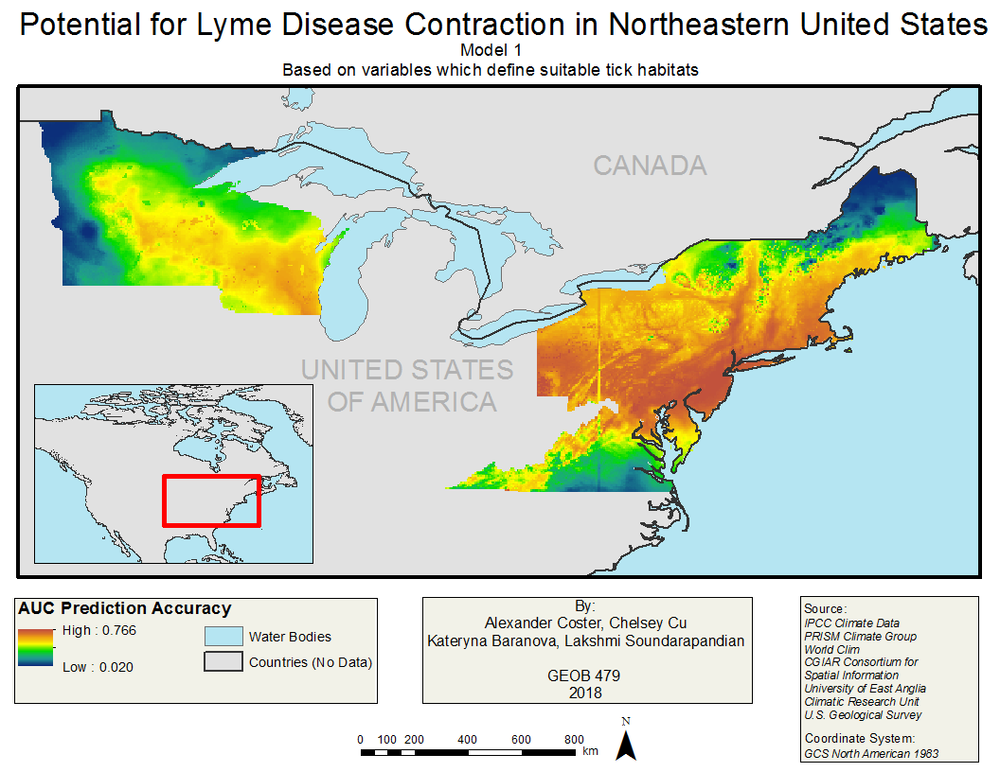 Potential for Lyme Disease Contraction in Northeastern United States
Model 1
Based on variables which define suitable tick habitats
CANADA
UNITED STATES
OF AMERICA
AUC Prediction Accuracy
High : 0.766
Low : 0.020
Water Bodies
Countries (No Data)
By:
Alexander Coster, Chelsey Cu
Kateryna Baranova, Lakshmi Soundarapandian
GEOB 479
2018
Source:
IPCC Climate Data
PRISM Climate Group
World Clim
CGIAR Consortium for
Spatial Information
University of East Anglia
Climatic Research Unit
U.S. Geological Survey
Coordinate System:
GCS North American 1983
0 100 200 400 600 800
km
N